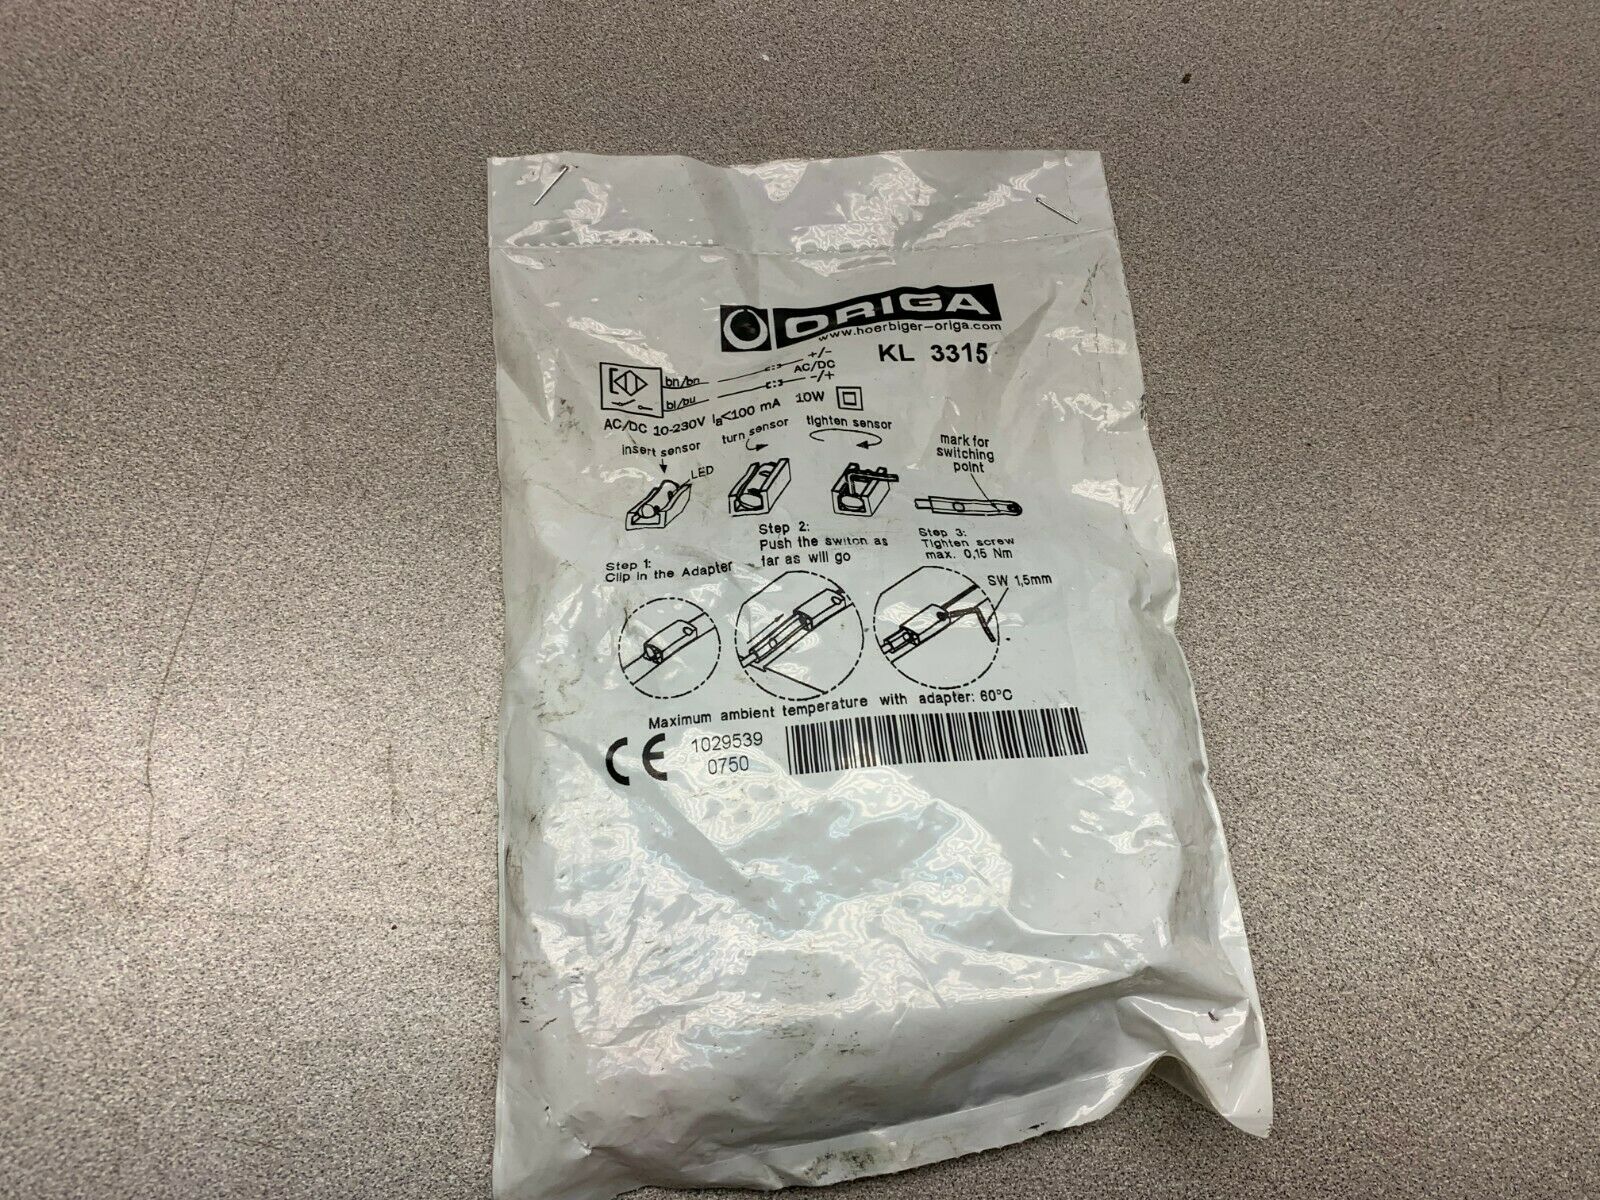 ORIGA
www.hoerbiger-origa.com
KL 3315
bn/bn +/-
AC/DC
bl/bu -/+
AC/DC 10-230V Ia<100 mA 10W
insert sensor turn sensor tighten sensor
LED
mark for
switching
point
Step 1:
Clip in the Adapter
Step 2:
Push the switch as
far as will go
Step 3:
Tighten screw
max. 0,15 Nm
SW 1,5mm
Maximum ambient temperature with adapter: 60°C
CE 1029539
0750